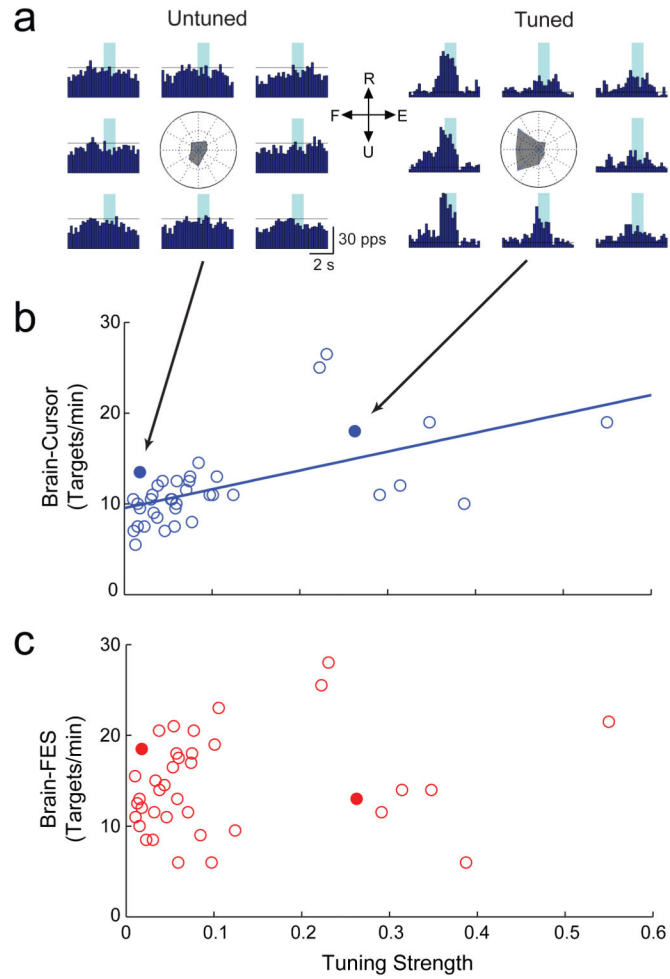 a
Untuned
Tuned
R
F
E
U
30 pps
2 s
b
30
20
10
0
Brain-Cursor
(Targets/min)
c
30
20
10
0
Brain-FES
(Targets/min)
0
0.1
0.2
0.3
0.4
0.5
0.6
Tuning Strength